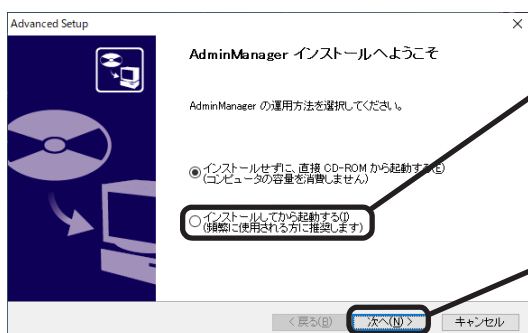 Advanced Setup
AdminManager インストールへようこそ
AdminManager の運用方法を選択してください。
インストールせずに、直接 CD-ROM から起動する(E)
(コンピュータの容量を消費しません)
インストールしてから起動する(I)
(頻繁に使用される方に推奨します)
< 戻る(B) 次へ(N) > キャンセル